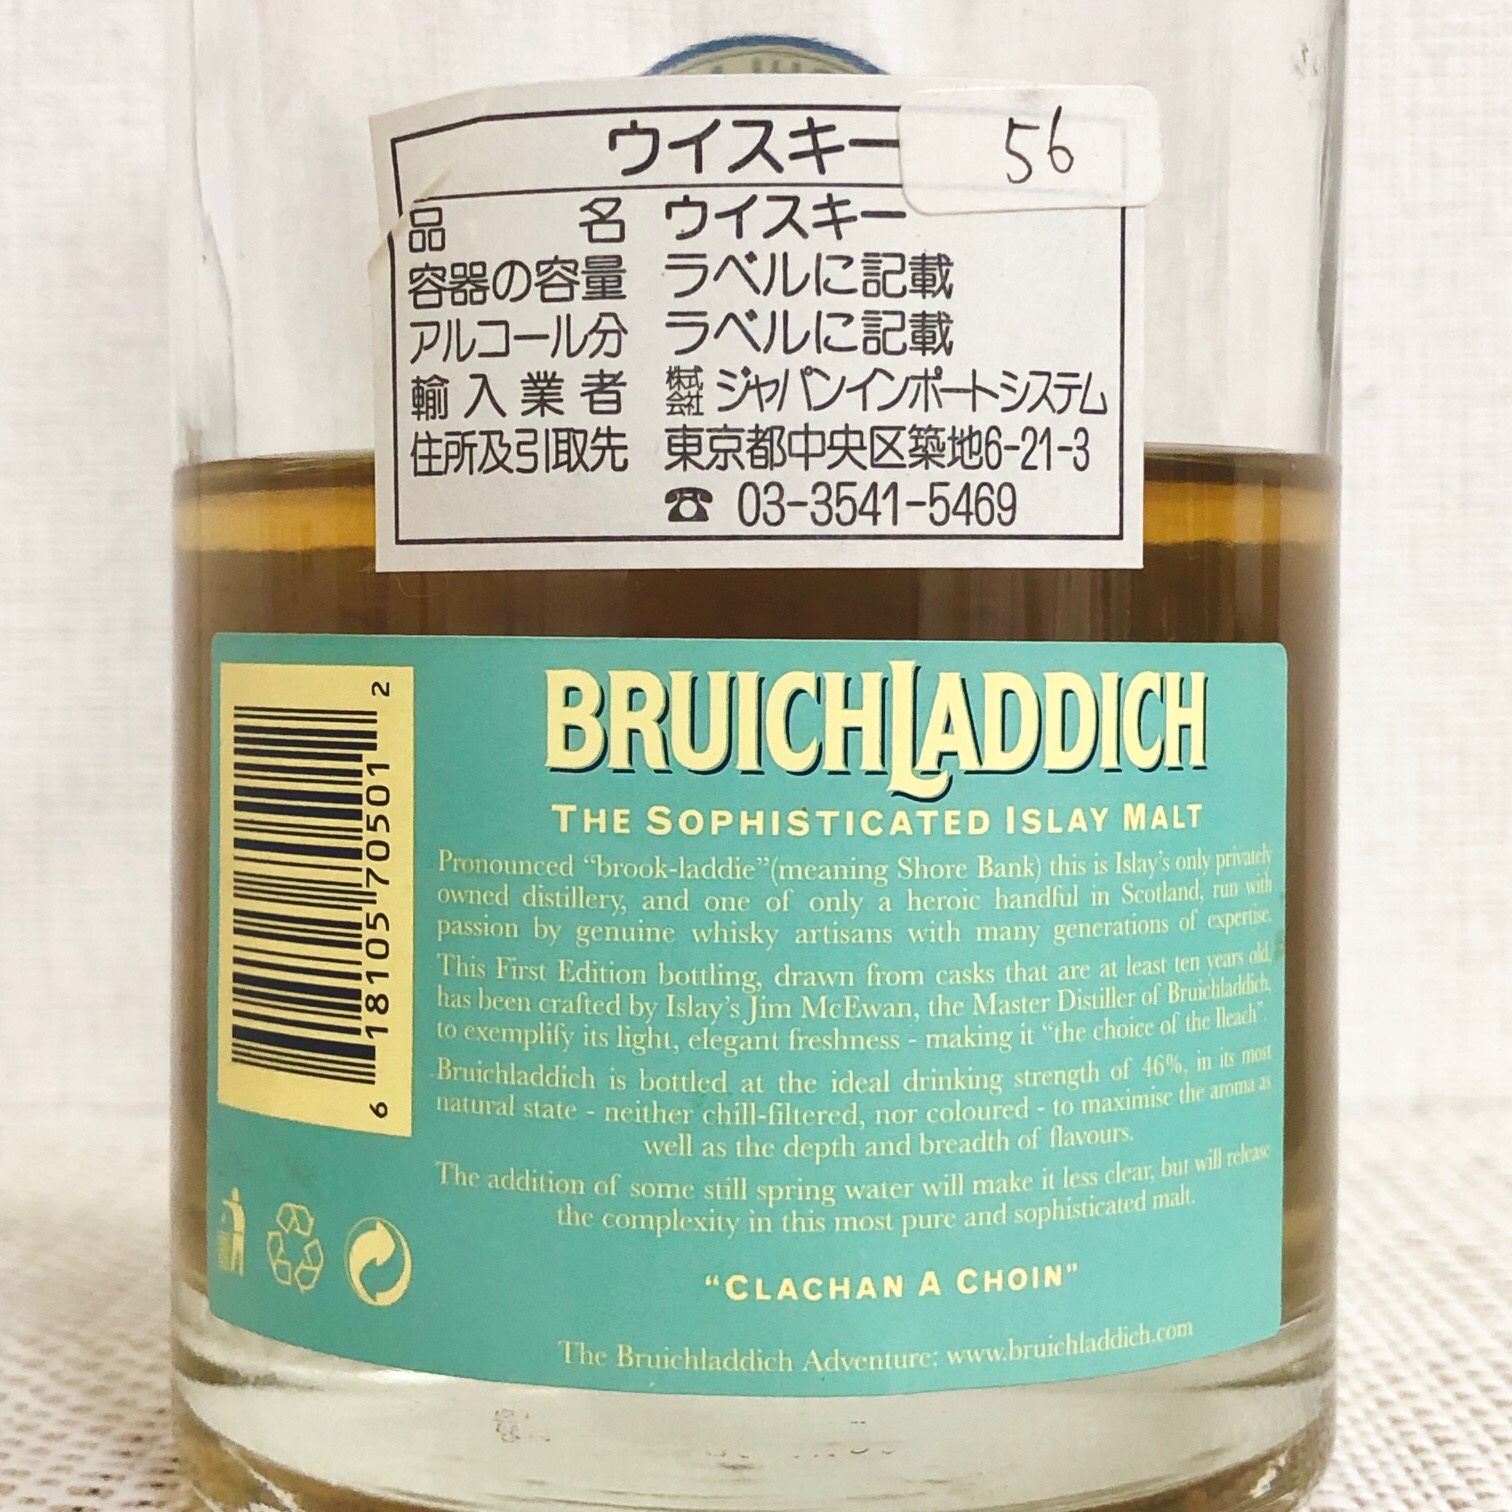 ウイスキー
56
品名 ウイスキー
容器の容量 ラベルに記載
アルコール分 ラベルに記載
輸入業者 株式会社 ジャパンインポートシステム
住所及引取先 東京都中央区築地6-21-3
☎ 03-3541-5469
BRUICHLADDICH
THE SOPHISTICATED ISLAY MALT
Pronounced “brook-laddie”(meaning Shore Bank) this is Islay's only privately
owned distillery, and one of only a heroic handful in Scotland, run with
passion by genuine whisky artisans with many generations of expertise.
This First Edition bottling, drawn from casks that are at least ten years old,
has been crafted by Islay's Jim McEwan, the Master Distiller of Bruichladdich,
to exemplify its light, elegant freshness - making it “the choice of the Ileach”.
Bruichladdich is bottled at the ideal drinking strength of 46%, in its most
natural state - neither chill-filtered, nor coloured - to maximise the aroma as
well as the depth and breadth of flavours.
The addition of some still spring water will make it less clear, but will release
the complexity in this most pure and sophisticated malt.
“CLACHAN A CHOIN”
The Bruichladdich Adventure: www.bruichladdich.com
6 18105 70501 2